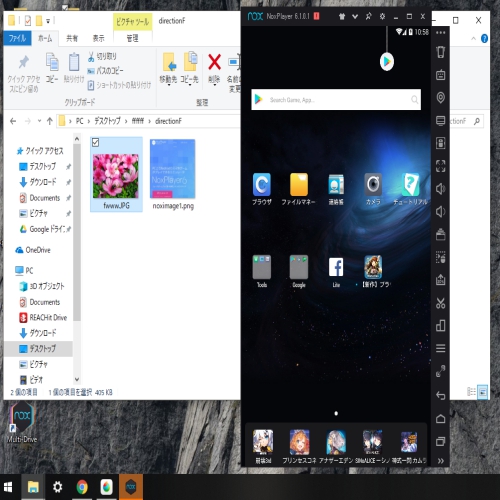 ピクチャ ツール
directionF
ファイル
ホーム
共有
表示
管理
クイック アクセ
スにピン留め
コピー
貼り付け
切り取り
パスのコピー
ショートカットの貼り付け
移動先
コピー先
削除
名前の
変更
クリップボード
整理
PC
デスクトップ
ffffff
directionF
クイック アクセス
デスクトップ
ダウンロード
Documents
ピクチャ
Google ドライ
OneDrive
PC
3D オブジェクト
Documents
REACHit Drive
ダウンロード
デスクトップ
ピクチャ
ビデオ
NoxPlayer
fwww.JPG
noximage1.png
2 個の項目
1 個の項目を選択 405 KB
nox
Multi-Drive
nox
NoxPlayer 6.1.0.1
10:58
Search Game, App..
ブラウザ
ファイルマネー
連絡帳
カメラ
チュートリアル
Tools
Google
Lite
【新作】ブラ
崩壊3rd
プリンセスコネ
アナザーエデン
SINoALICE ーシノ
神式一閃 カムラ
nox